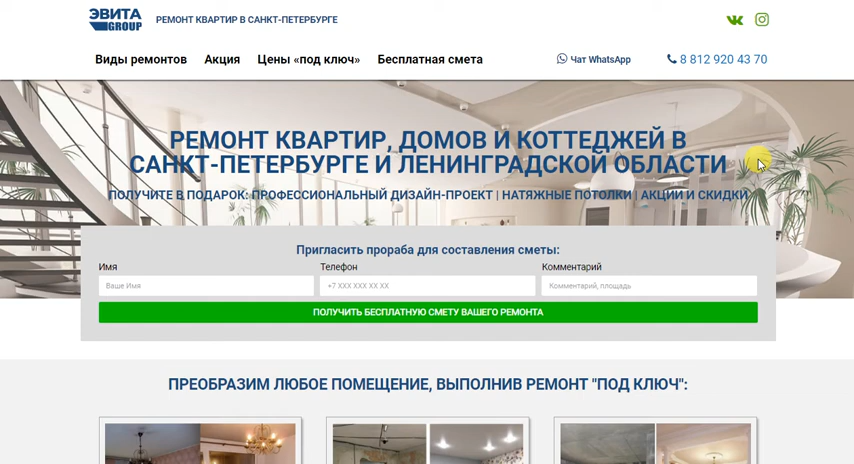 ЭВИТА
GROUP
РЕМОНТ КВАРТИР В САНКТ-ПЕТЕРБУРГЕ
Виды ремонтов
Акция
Цены «под ключ»
Бесплатная смета
Чат WhatsApp
8 812 920 43 70
РЕМОНТ КВАРТИР, ДОМОВ И КОТТЕДЖЕЙ В
САНКТ-ПЕТЕРБУРГЕ И ЛЕНИНГРАДСКОЙ ОБЛАСТИ
ПОЛУЧИТЕ В ПОДАРОК: ПРОФЕССИОНАЛЬНЫЙ ДИЗАЙН-ПРОЕКТ | НАТЯЖНЫЕ ПОТОЛКИ | АКЦИИ И СКИДКИ
Пригласить прораба для составления сметы:
Имя
Телефон
Комментарий
Ваше Имя
+7 XXX XXX XX XX
Комментарий, площадь
ПОЛУЧИТЬ БЕСПЛАТНУЮ СМЕТУ ВАШЕГО РЕМОНТА
ПРЕОБРАЗИМ ЛЮБОЕ ПОМЕЩЕНИЕ, ВЫПОЛНИВ РЕМОНТ "ПОД КЛЮЧ":